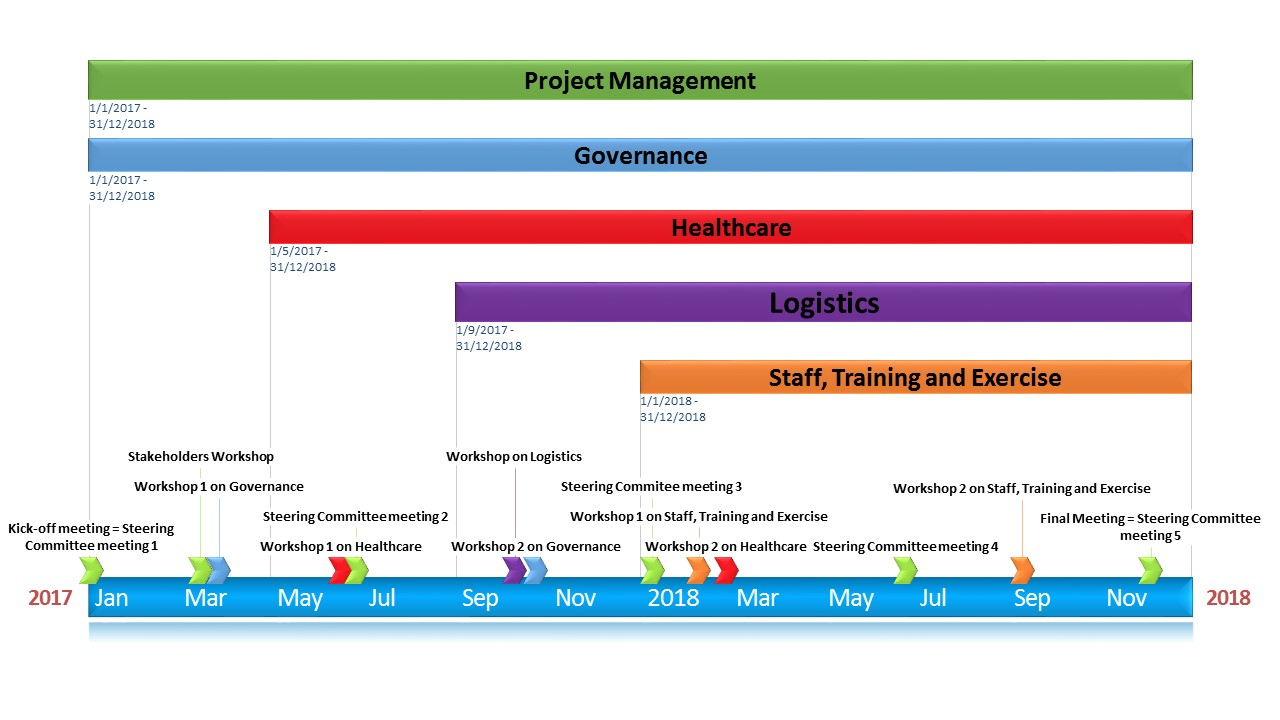 Project Management
1/1/2017 -
31/12/2018
Governance
1/1/2017 -
31/12/2018
Healthcare
1/5/2017 -
31/12/2018
Logistics
1/9/2017 -
31/12/2018
Staff, Training and Exercise
1/1/2018 -
31/12/2018
Stakeholders Workshop
Workshop on Logistics
Workshop 1 on Governance
Steering Commitee meeting 3
Workshop 2 on Staff, Training and Exercise
Steering Committee meeting 2
Workshop 1 on Staff, Training and Exercise
Kick-off meeting = Steering
Committee meeting 1
Final Meeting = Steering Committee
meeting 5
Workshop 1 on Healthcare
Workshop 2 on Governance
Workshop 2 on Healthcare
Steering Committee meeting 4
2017 Jan Mar May Jul Sep Nov 2018 Mar May Jul Sep Nov 2018